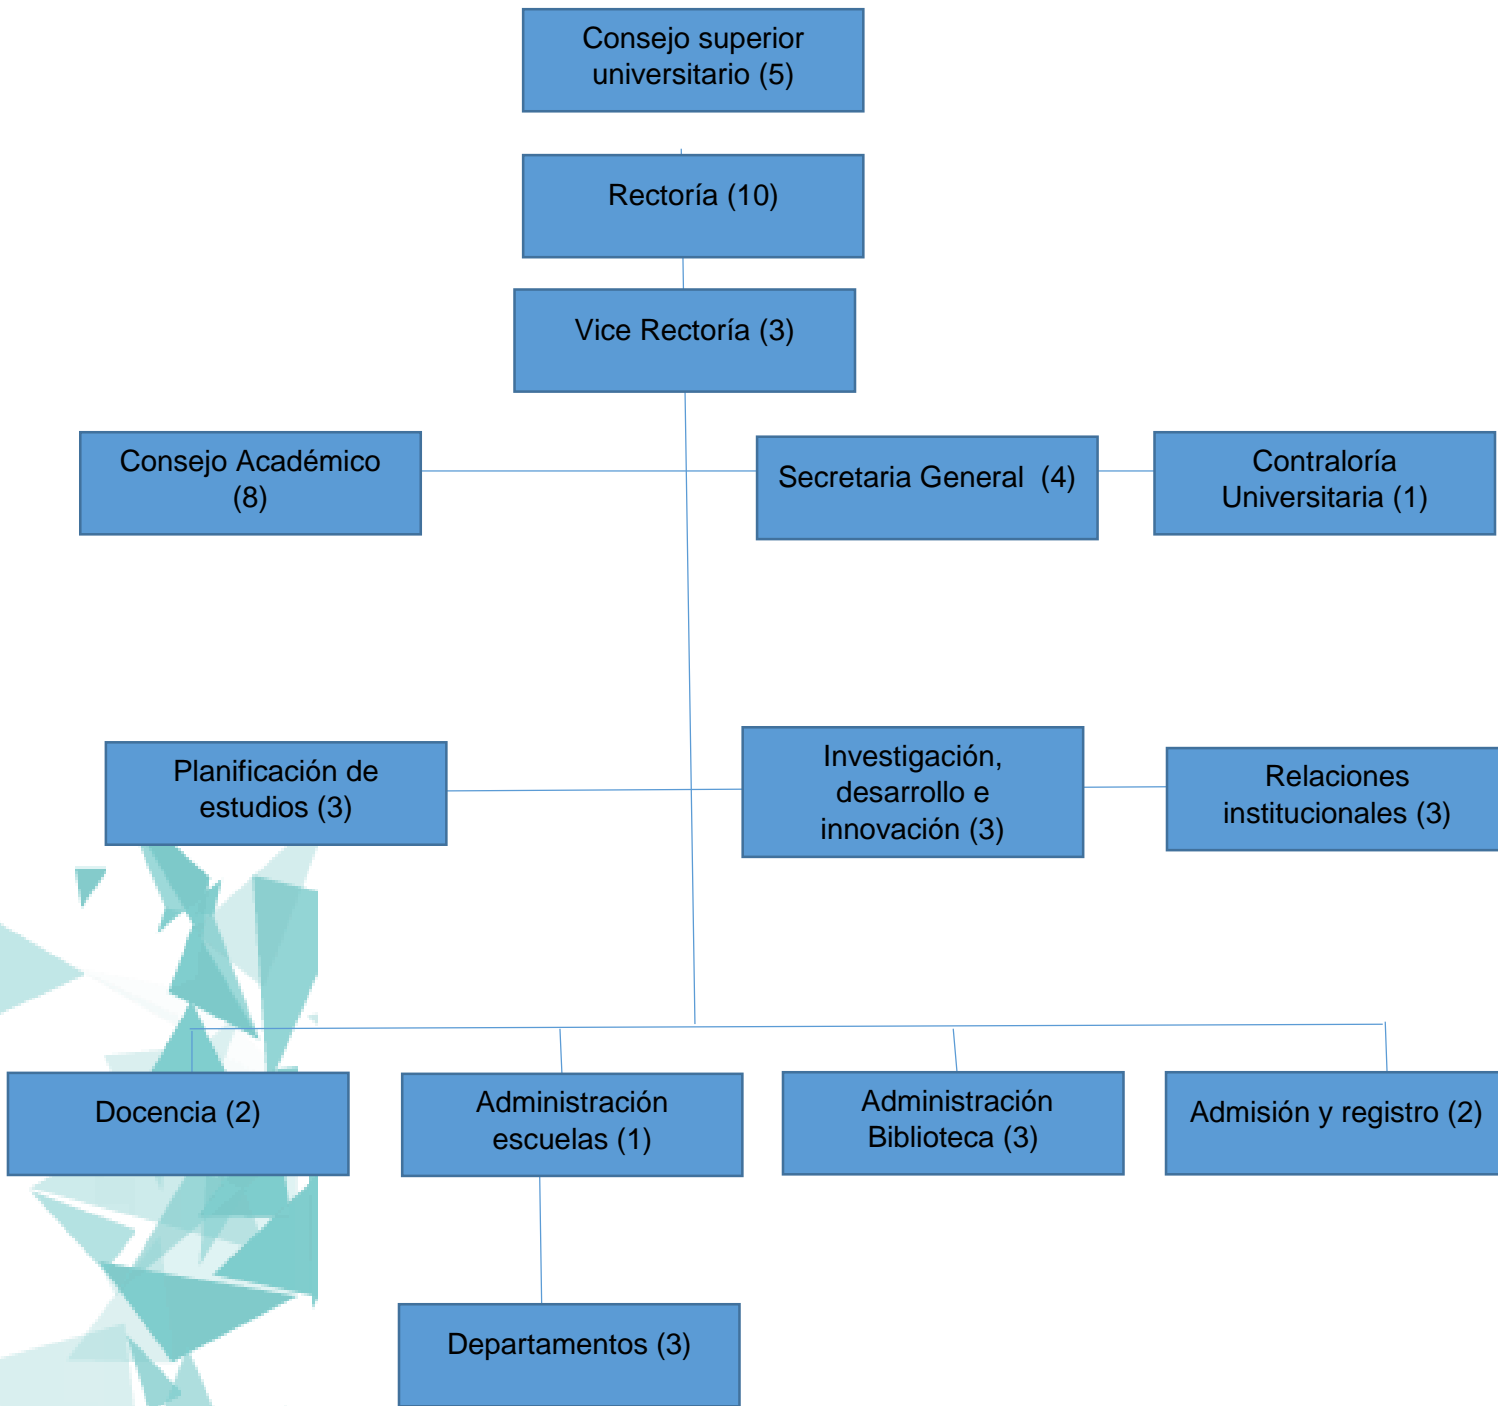 Consejo superior
universitario (5)
Rectoría (10)
Vice Rectoría (3)
Consejo Académico
(8)
Secretaria General  (4)
Contraloría
Universitaria (1)
Planificación de
estudios (3)
Investigación,
desarrollo e
innovación (3)
Relaciones
institucionales (3)
Docencia (2)
Administración
escuelas (1)
Administración
Biblioteca (3)
Admisión y registro (2)
Departamentos (3)